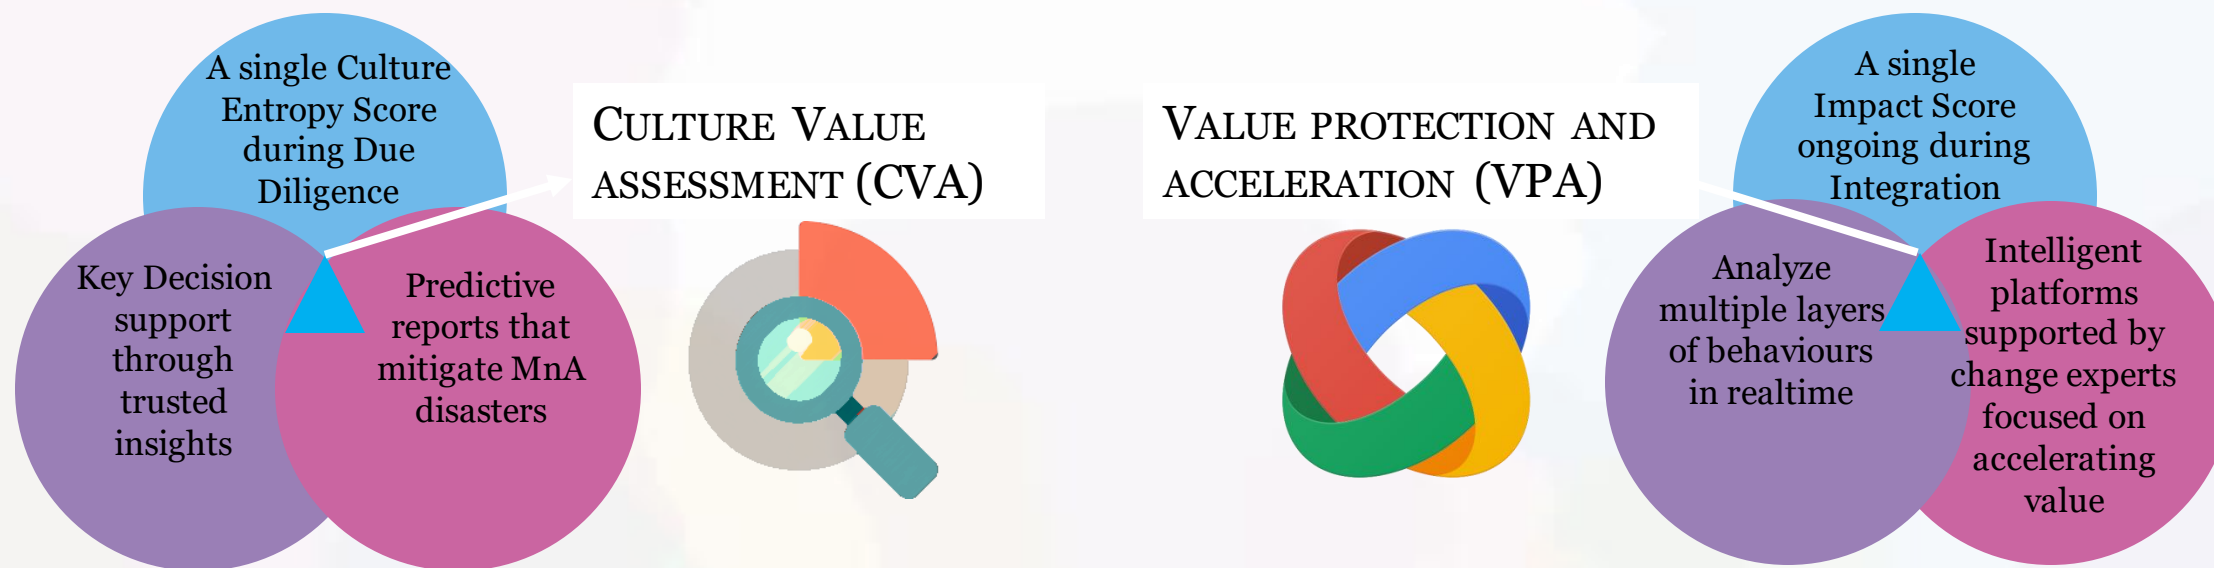 A single Culture
Entropy Score
during Due
Diligence
Key Decision
support
through
trusted
insights
Predictive
reports that
mitigate MnA
disasters
CULTURE VALUE
ASSESSMENT (CVA)
VALUE PROTECTION AND
ACCELERATION (VPA)
A single
Impact Score
ongoing during
Integration
Analyze
multiple layers
of behaviours
in realtime
Intelligent
platforms
supported by
change experts
focused on
accelerating
value